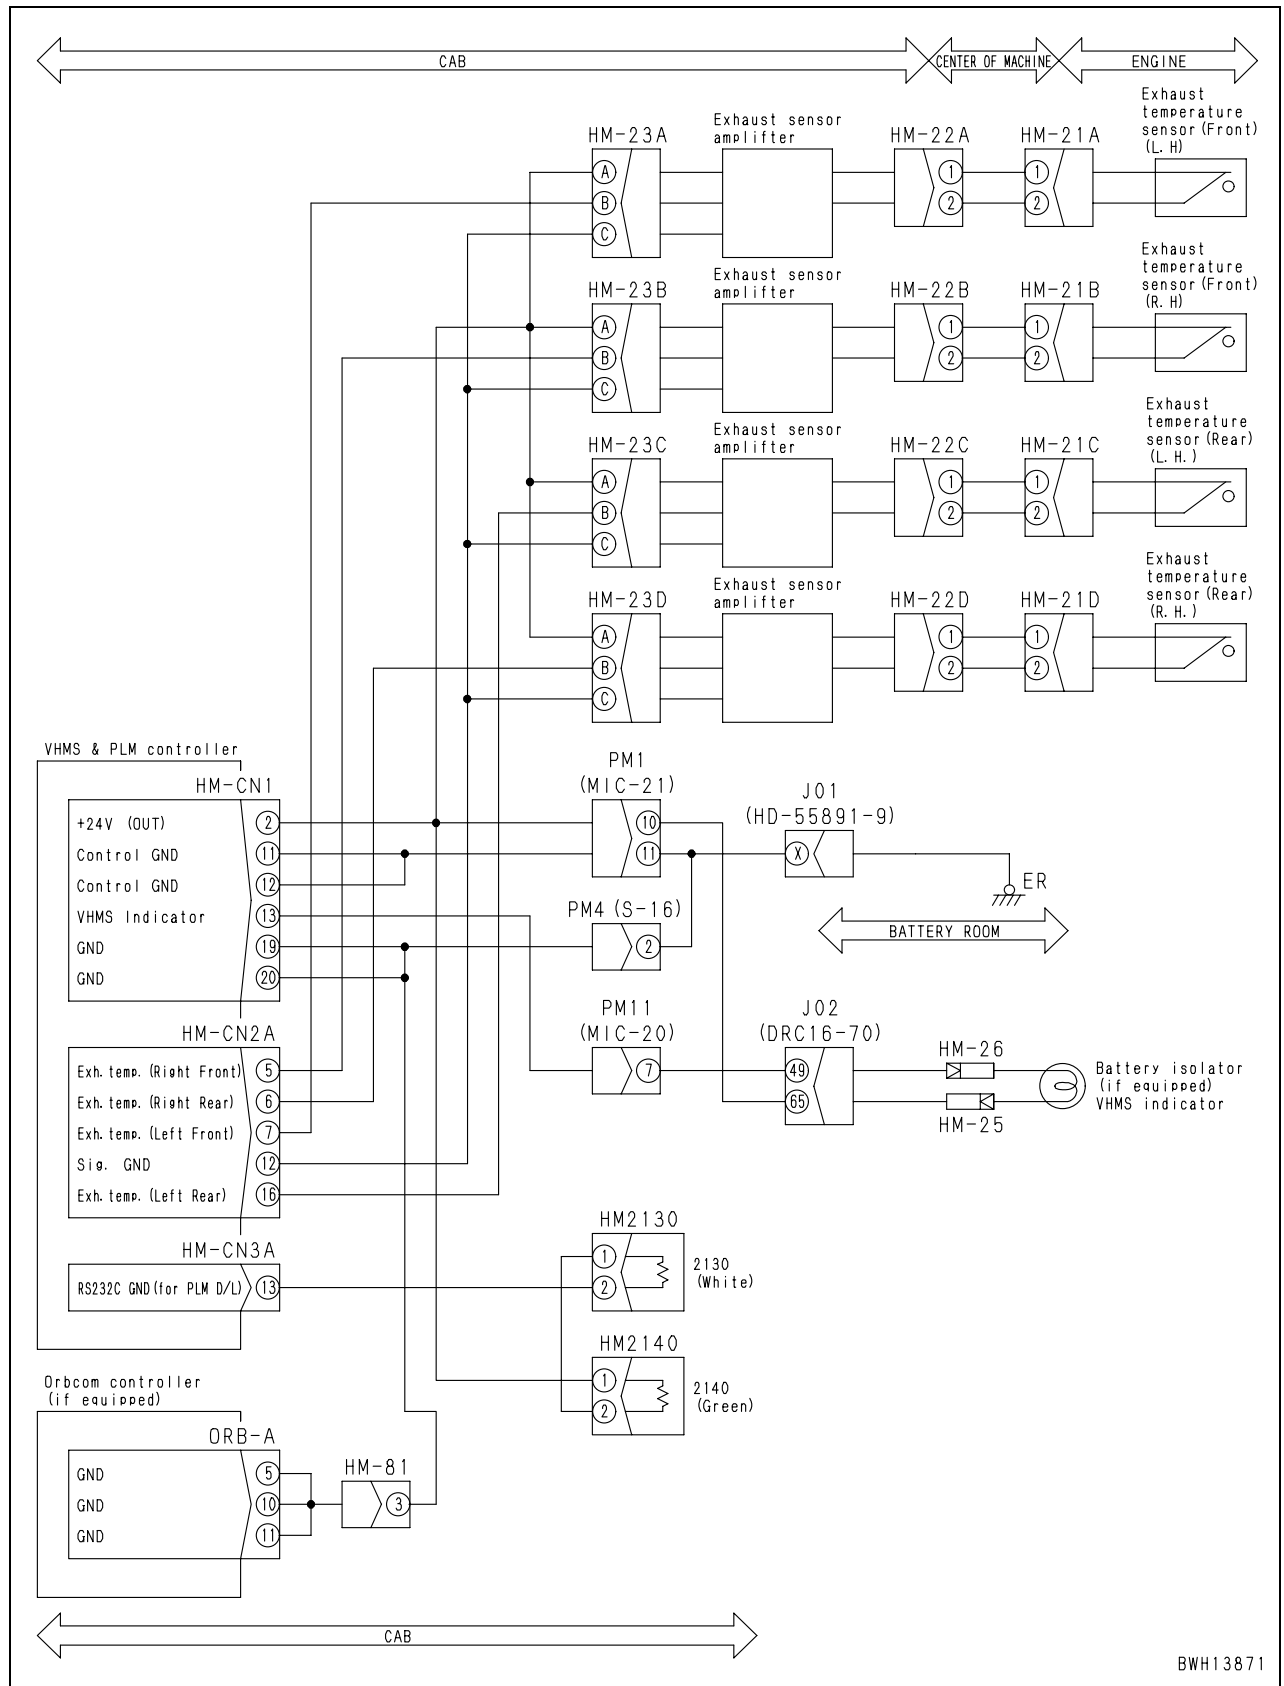 CAB
CENTER OF MACHINE
ENGINE
Exhaust
temperature
sensor (Front)
(L. H)
HM-23A
Exhaust sensor
amplifter
HM-22A
HM-21A
A
B
C
1
2
1
2
Exhaust
temperature
sensor (Front)
(R. H)
HM-23B
Exhaust sensor
amplifter
HM-22B
HM-21B
A
B
C
1
2
1
2
Exhaust
temperature
sensor (Rear)
(L. H. )
HM-23C
Exhaust sensor
amplifter
HM-22C
HM-21C
A
B
C
1
2
1
2
Exhaust
temperature
sensor (Rear)
(R. H. )
HM-23D
Exhaust sensor
amplifter
HM-22D
HM-21D
A
B
C
1
2
1
2
VHMS & PLM controller
HM-CN1
+24V (OUT) 2
Control GND 11
Control GND 12
VHMS Indicator 13
GND 19
GND 20
PM1
(MIC-21)
10
11
J01
(HD-55891-9)
X
ER
PM4 (S-16)
2
BATTERY ROOM
PM11
(MIC-20)
7
J02
(DRC16-70)
49
65
HM-26
HM-25
Battery isolator
(if equipped)
VHMS indicator
HM-CN2A
Exh. temp. (Right Front) 5
Exh. temp. (Right Rear) 6
Exh. temp. (Left Front) 7
Sig. GND 12
Exh. temp. (Left Rear) 16
HM-CN3A
RS232C GND (for PLM D/L) 13
HM2130
1
2
2130
(White)
HM2140
1
2
2140
(Green)
Orbcom controller
(if equipped)
ORB-A
GND 5
GND 10
GND 11
HM-81
3
CAB
BWH13871